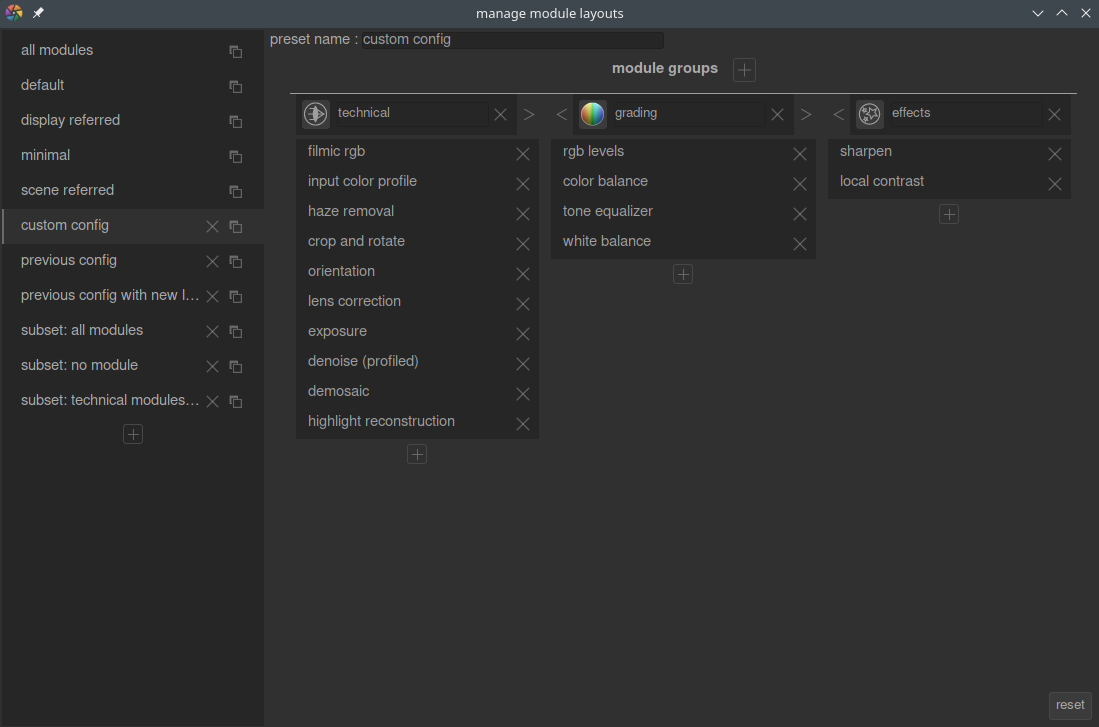 manage module layouts
all modules
default
display referred
minimal
scene referred
custom config
previous config
previous config with new l...
subset: all modules
subset: no module
subset: technical modules...
preset name : custom config
module groups
technical
filmic rgb
input color profile
haze removal
crop and rotate
orientation
lens correction
exposure
denoise (profiled)
demosaic
highlight reconstruction
grading
rgb levels
color balance
tone equalizer
white balance
effects
sharpen
local contrast
reset